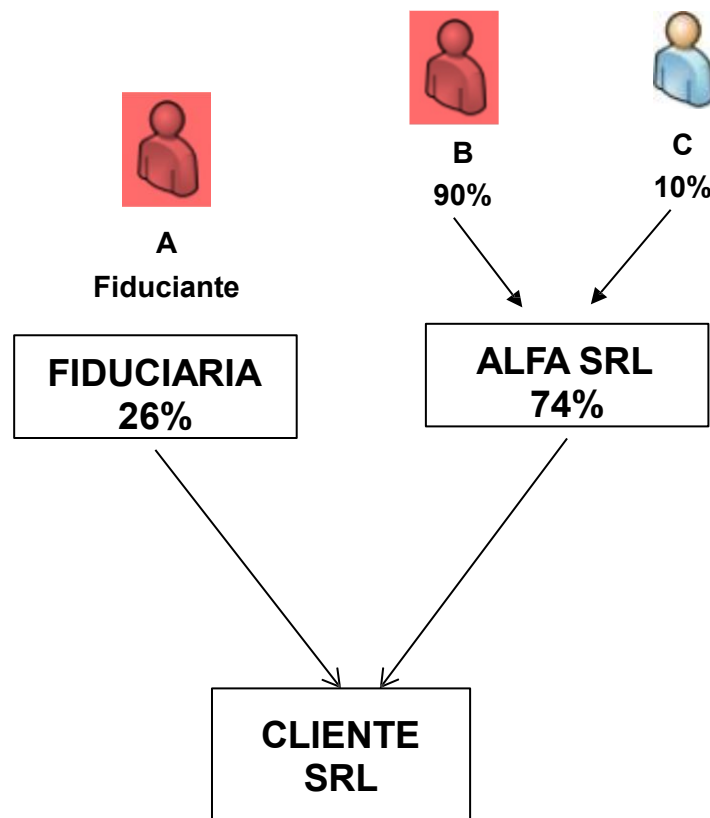 B
C
90%
10%
A
Fiduciante
FIDUCIARIA
26%
ALFA SRL
74%
CLIENTE
SRL